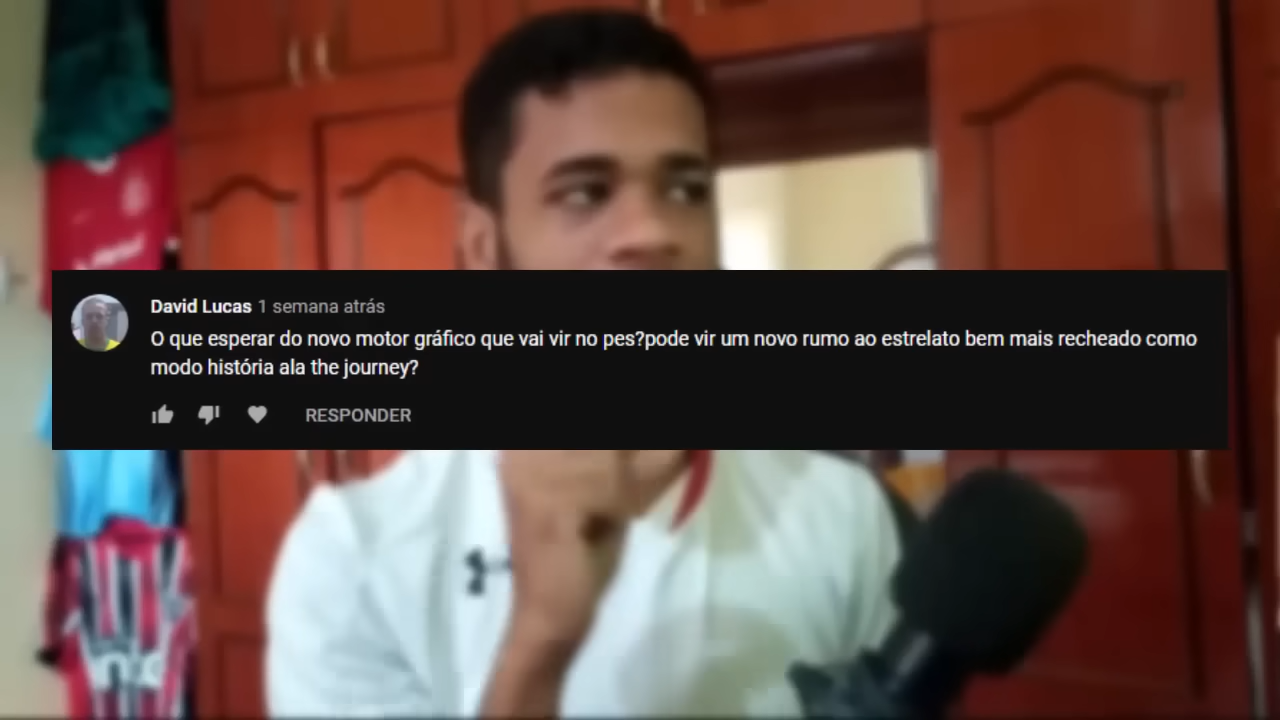 David Lucas 1 semana atrás
O que esperar do novo motor gráfico que vai vir no pes?pode vir um novo rumo ao estrelato bem mais recheado como
modo história ala the journey?
RESPONDER